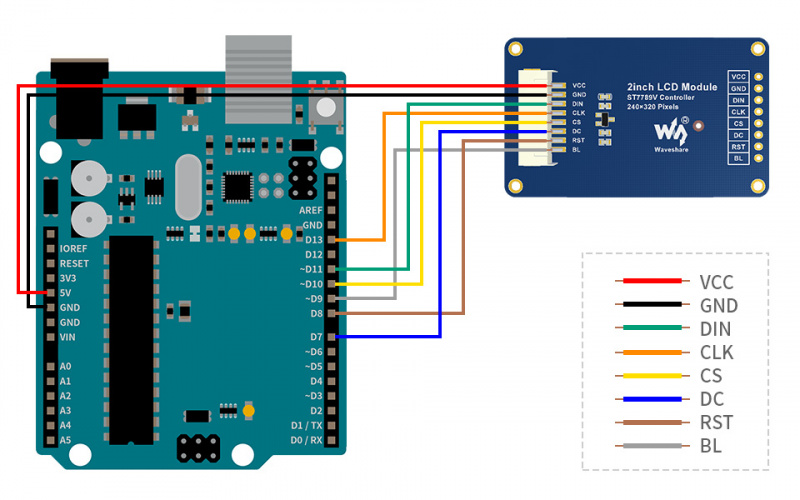 IOREF
RESET
3V3
5V
GND
GND
VIN
A0
A1
A2
A3
A4
A5
AREF
GND
D13
D12
~D11
~D10
~D9
D8
D7
~D6
~D5
D4
~D3
D2
D1 / TX
D0 / RX
VCC
GND
DIN
CLK
CS
DC
RST
BL
2inch LCD Module
ST7789V Controller
240×320 Pixels
Waveshare
VCC
GND
DIN
CLK
CS
DC
RST
BL
VCC
GND
DIN
CLK
CS
DC
RST
BL